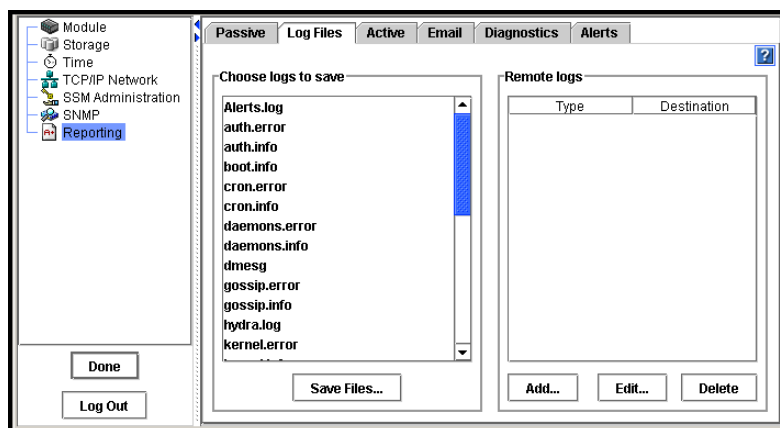 Module
Storage
Time
TCP/IP Network
SSM Administration
SNMP
Reporting
Done
Log Out
Passive
Log Files
Active
Email
Diagnostics
Alerts
?
Choose logs to save
Alerts.log
auth.error
auth.info
boot.info
cron.error
cron.info
daemons.error
daemons.info
dmesg
gossip.error
gossip.info
hydra.log
kernel.error
Save Files...
Remote logs
Type Destination
Add... Edit... Delete